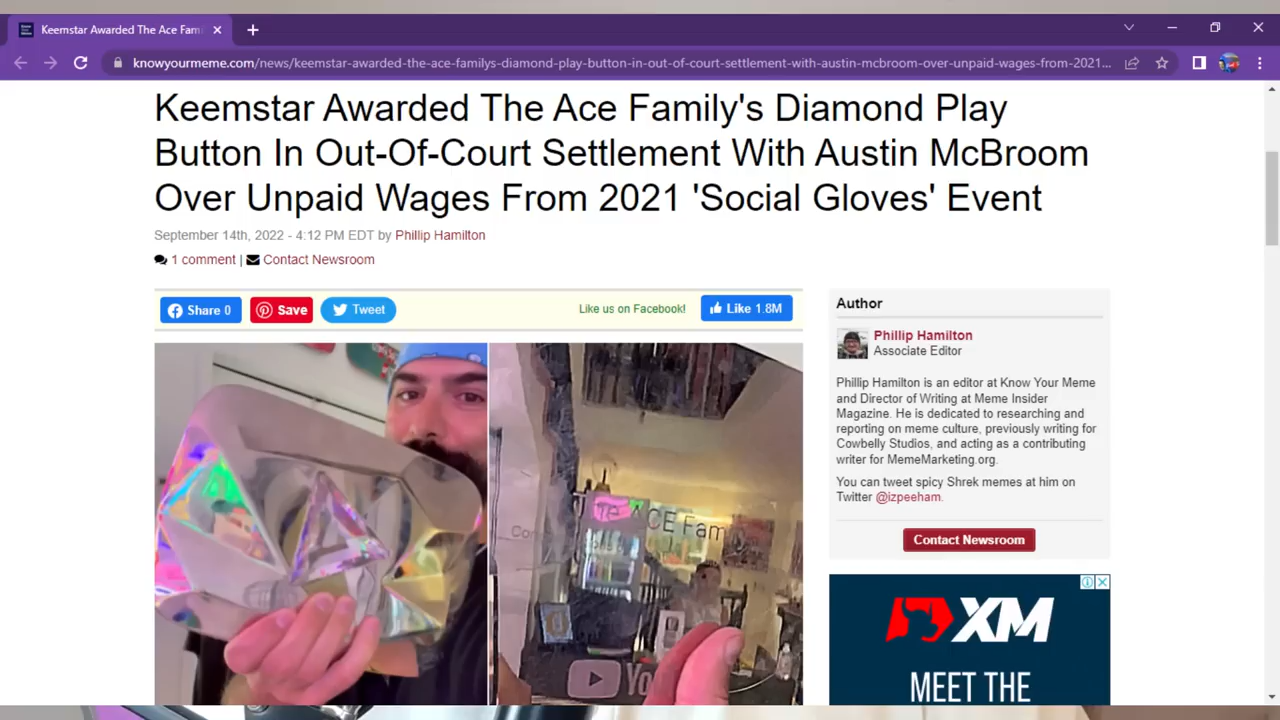 Keemstar Awarded The Ace Fam
knowyourmeme.com/news/keemstar-awarded-the-ace-familys-diamond-play-button-in-out-of-court-settlement-with-austin-mcbroom-over-unpaid-wages-from-2021...
Keemstar Awarded The Ace Family's Diamond Play
Button In Out-Of-Court Settlement With Austin McBroom
Over Unpaid Wages From 2021 'Social Gloves' Event
September 14th, 2022 - 4:12 PM EDT by Phillip Hamilton
1 comment | Contact Newsroom
Share 0 Save Tweet Like us on Facebook! Like 1.8M
The ACE Fam
Author
Phillip Hamilton
Associate Editor
Phillip Hamilton is an editor at Know Your Meme
and Director of Writing at Meme Insider
Magazine. He is dedicated to researching and
reporting on meme culture, previously writing for
Cowbelly Studios, and acting as a contributing
writer for MemeMarketing.org.
You can tweet spicy Shrek memes at him on
Twitter @izpeeham.
Contact Newsroom
XM
MEET THE